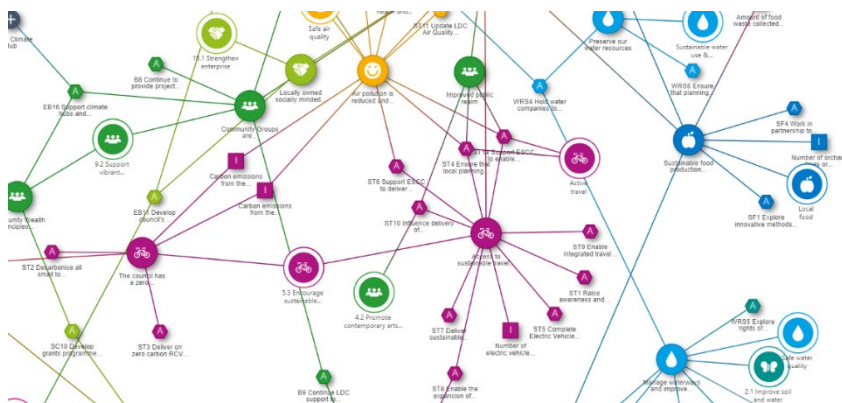 Climate
Hub
Safe air
quality
ST11 Update LDC
Air Quality...
Preserve our
water resources
Sustainable water
use &...
Amount of food
waste collected...
10.1 Strengthen
enterprise
B8 Continue to
provide project...
Locally owned
socially minded...
Air pollution is
reduced and...
Improved public
realm
WRS4 Hold water
companies to...
WRS6 Ensure
that planning...
EB16 Support climate
hubs and...
Community Groups
are...
SF4 Work in
partnership to...
Number of orchard
trees or...
Sustainable food
production...
9.2 Support
vibrant...
Carbon emissions
from the...
Carbon emissions
from the...
ST4 Ensure that
local planning...
Support ESCC
to enable...
Active
travel
ST6 Support ESCC
to deliver...
Local
food
SF1 Explore
innovative methods...
EB11 Develop
council's...
ST10 Influence delivery
of...
Access to
sustainable travel...
ST9 Enable
integrated travel...
ST2 Decarbonise all
small to...
The council has
a zero...
5.3 Encourage
sustainable...
4.2 Promote
contemporary arts...
ST1 Raise
awareness and...
ST7 Deliver
sustainable...
Number of
electric vehicle...
ST5 Complete
Electric Vehicle...
SC10 Develop
grants programme...
ST3 Deliver on
zero carbon RCV...
WRS5 Explore
rights of...
Safe water
quality
Manage waterways
and improve...
2.1 Improve soil
and water
B9 Continue LDC
support to...
ST8 Enable the
expansion of...